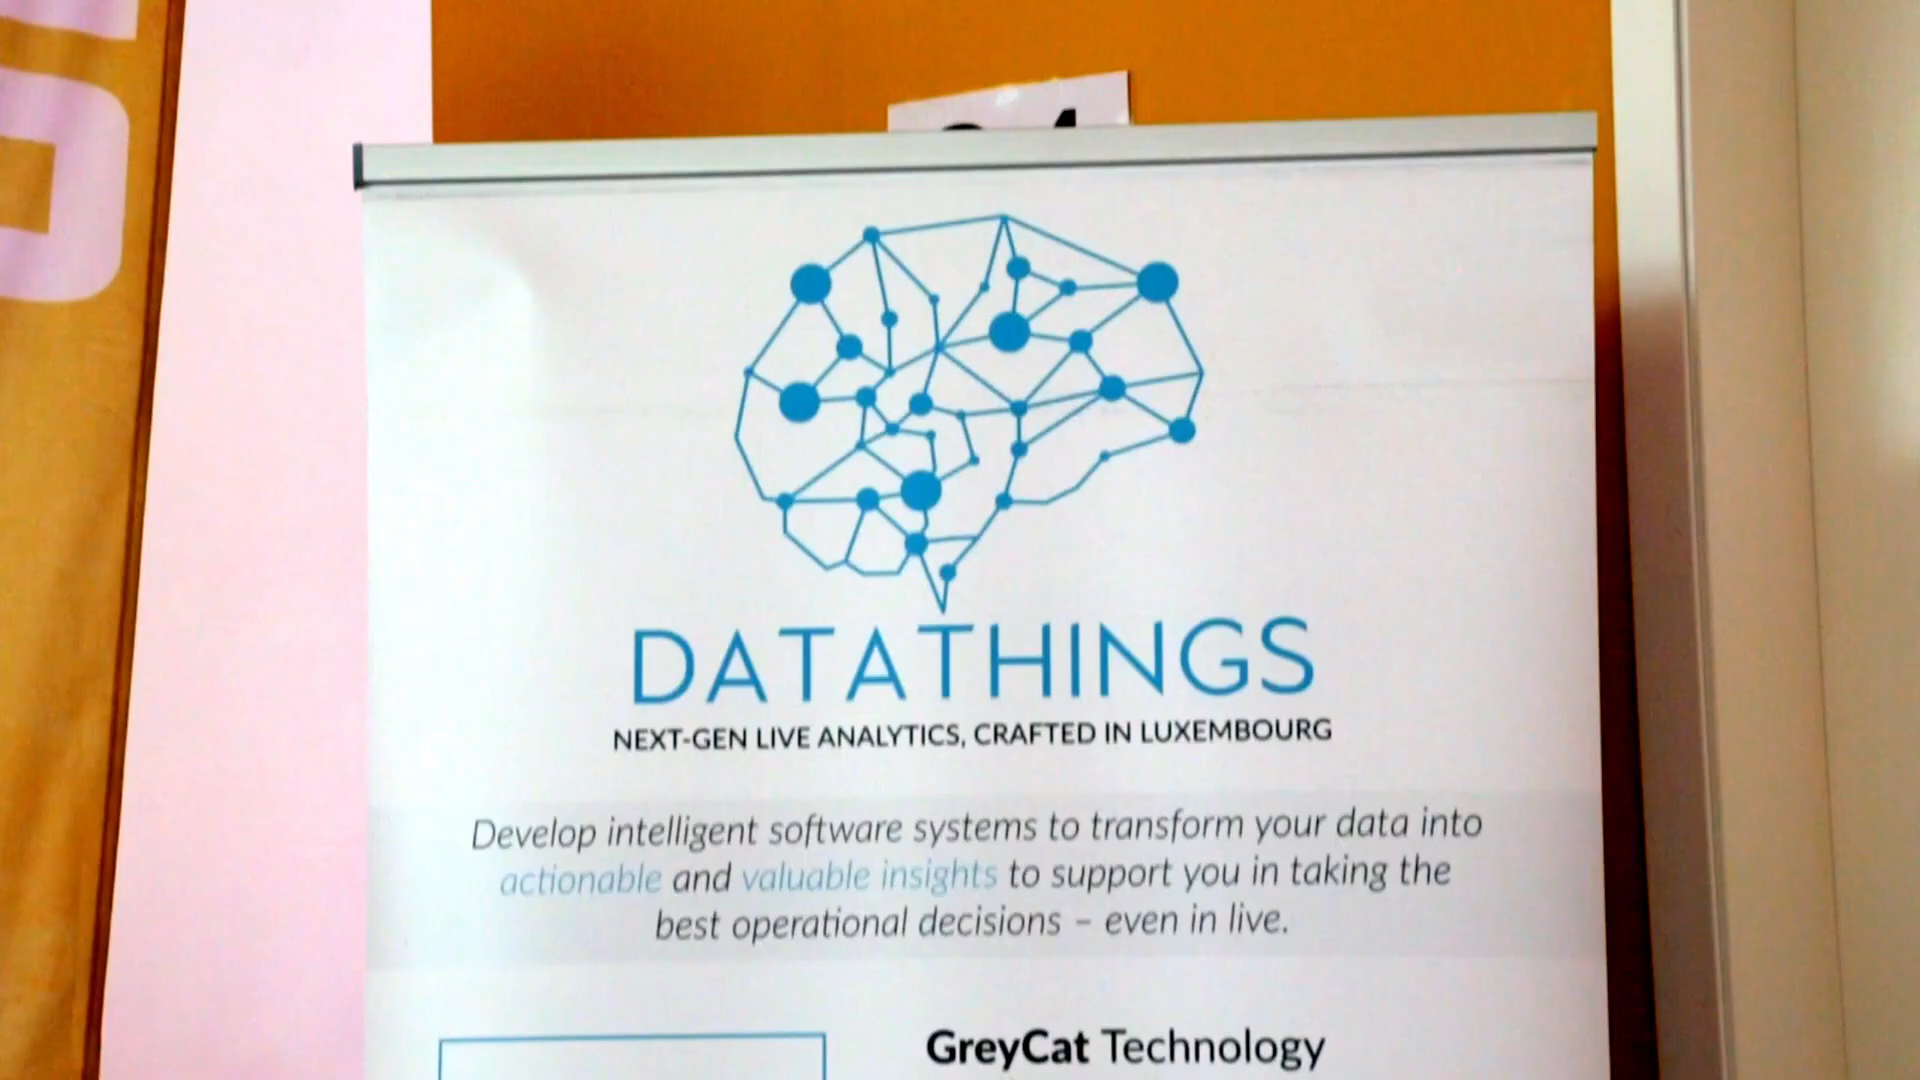 DATATHINGS
NEXT-GEN LIVE ANALYTICS, CRAFTED IN LUXEMBOURG
Develop intelligent software systems to transform your data into
actionable and valuable insights to support you in taking the
best operational decisions – even in live.
GreyCat Technology